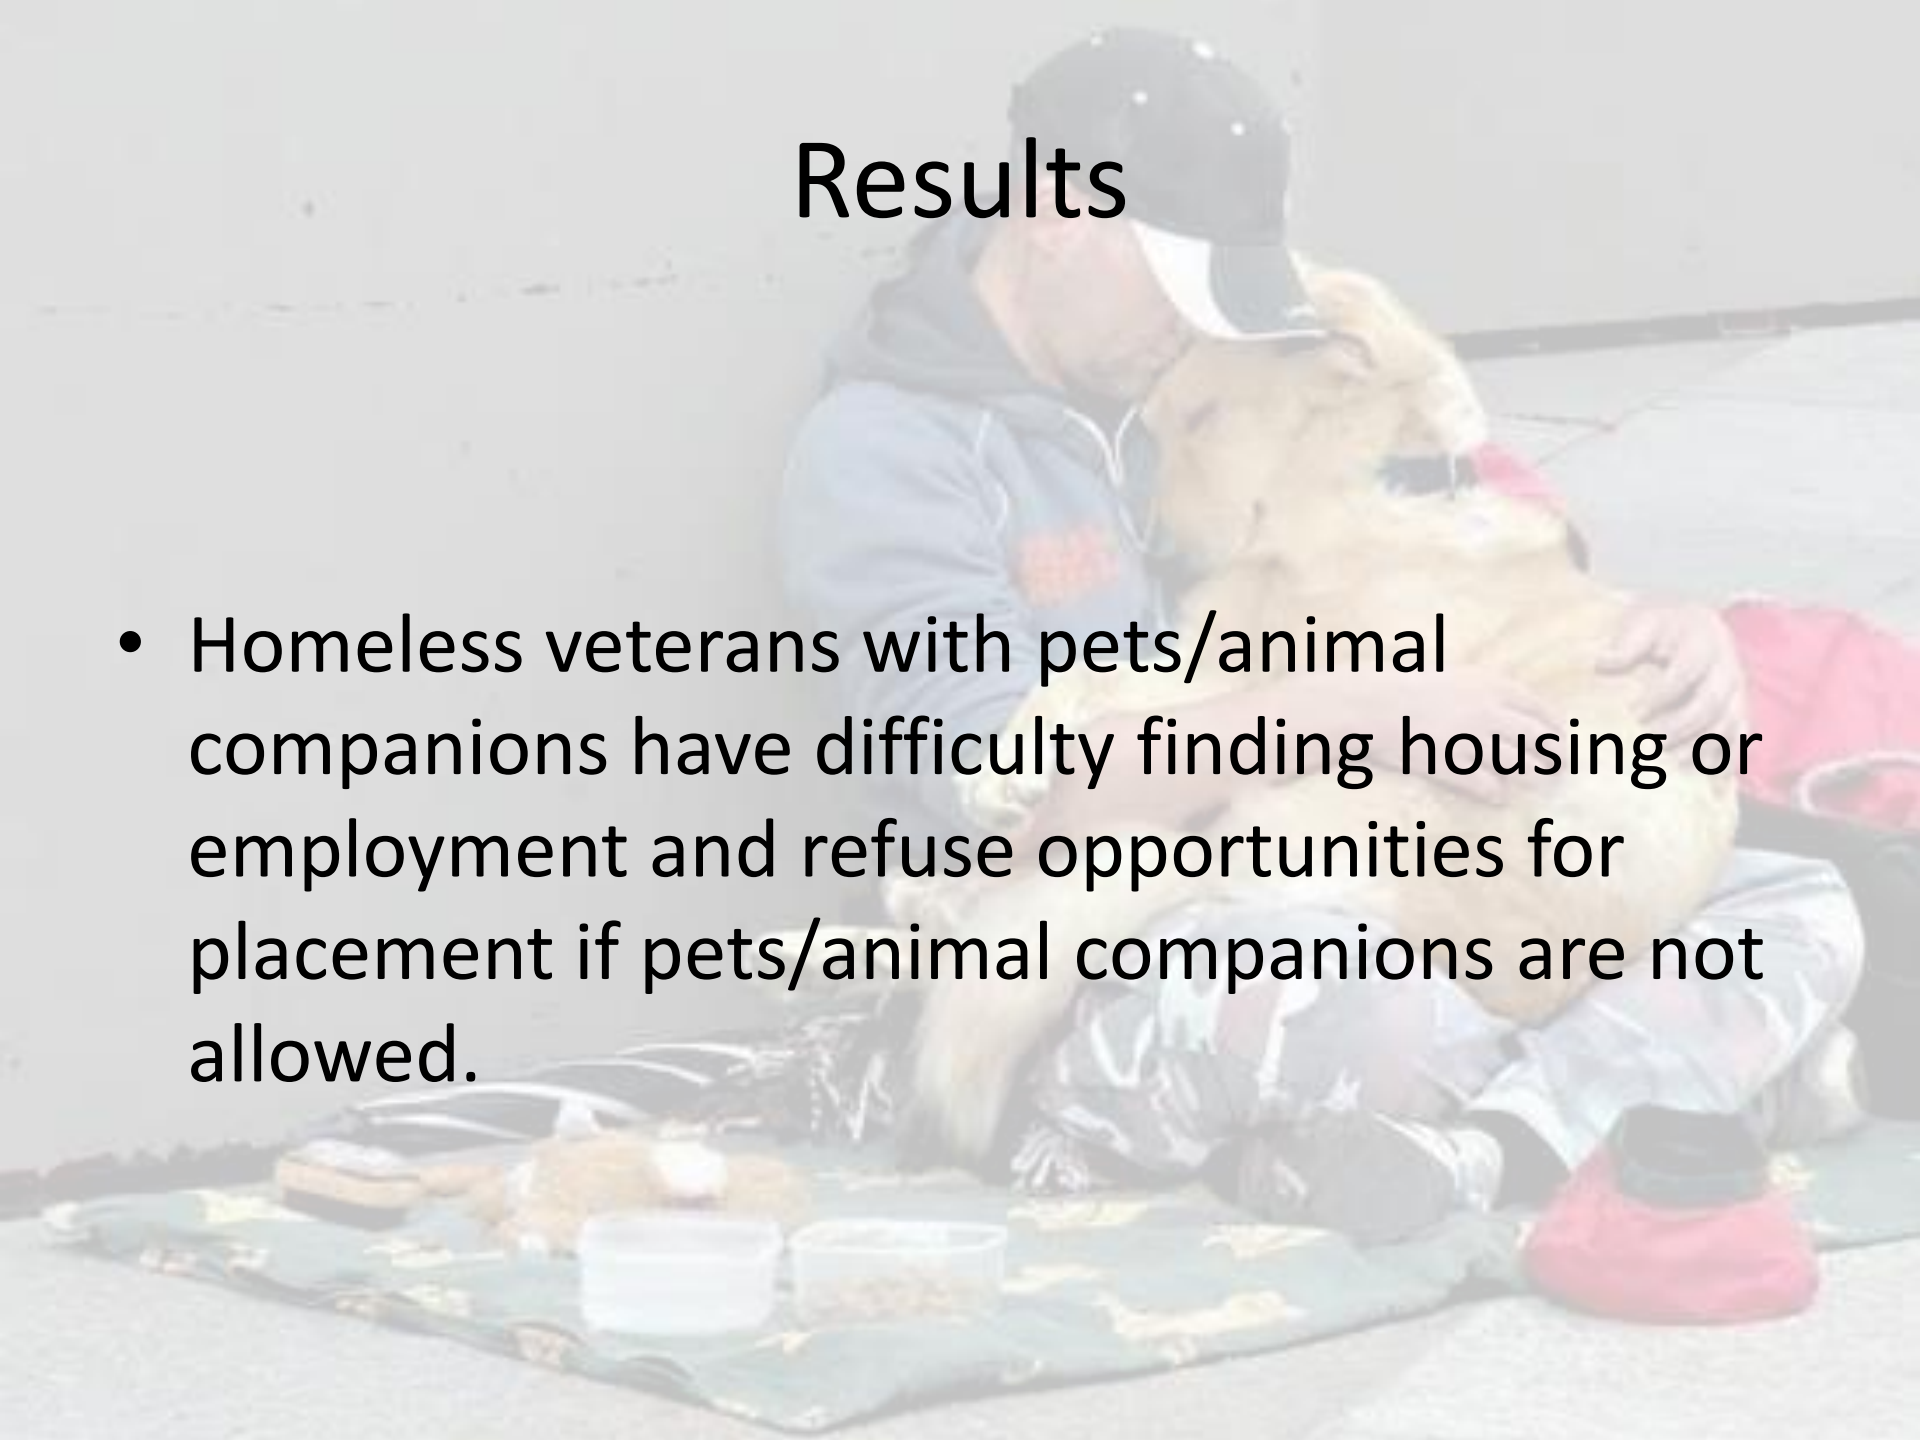 Results
• Homeless veterans with pets/animal
companions have difficulty finding housing or
employment and refuse opportunities for
placement if pets/animal companions are not
allowed.